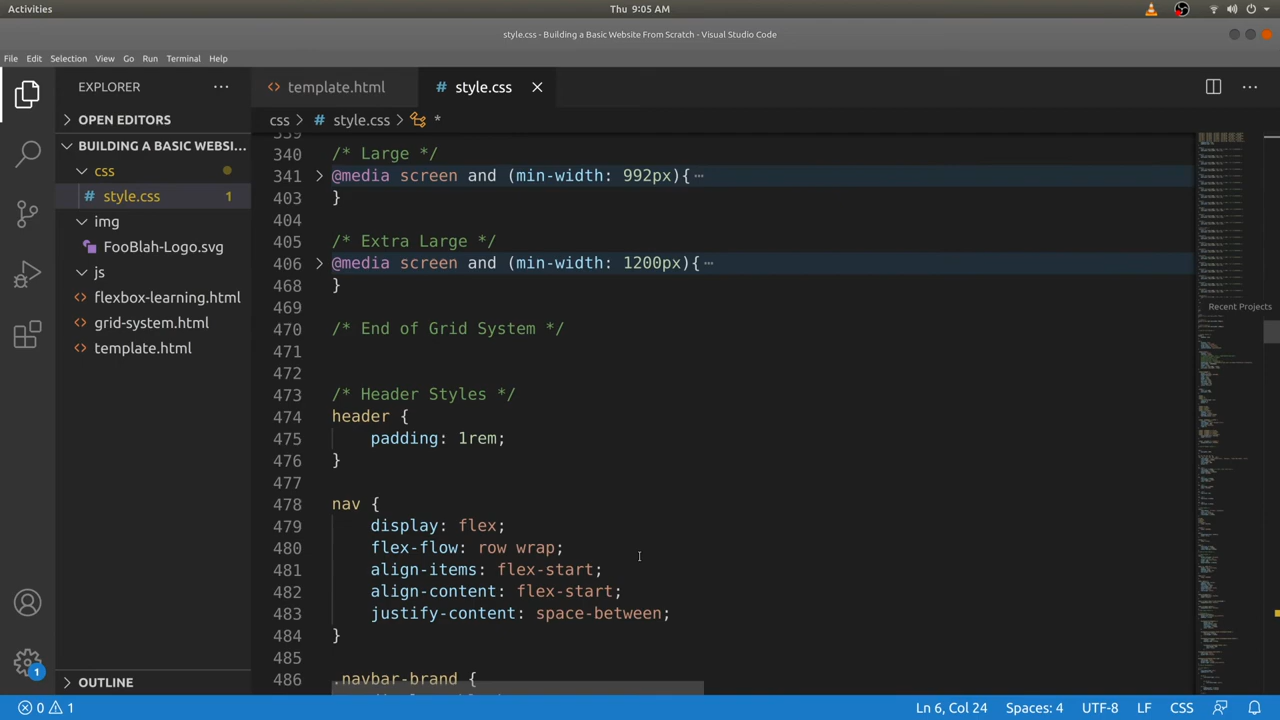 Activities
Thu 9:05 AM
style.css - Building a Basic Website From Scratch - Visual Studio Code
File Edit Selection View Go Run Terminal Help
EXPLORER
template.html
# style.css
OPEN EDITORS
css > # style.css > *
BUILDING A BASIC WEBSI...
css
# style.css 1
img
FooBlah-Logo.svg
js
flexbox-learning.html
grid-system.html
template.html
OUTLINE
339
340 /* Large */
341 @media screen and (min-width: 992px){
403 }
404
405 /* Extra Large */
406 @media screen and (min-width: 1200px){
468 }
469
470 /* End of Grid System */
471
472
473 /* Header Styles */
474 header {
475 padding: 1rem;
476 }
477
478 nav {
479 display: flex;
480 flex-flow: row wrap;
481 align-items: flex-start;
482 align-content: flex-start;
483 justify-content: space-between;
484 }
485
486 .navbar-brand {
Recent Projects
1
0 1
Ln 6, Col 24 Spaces: 4 UTF-8 LF CSS